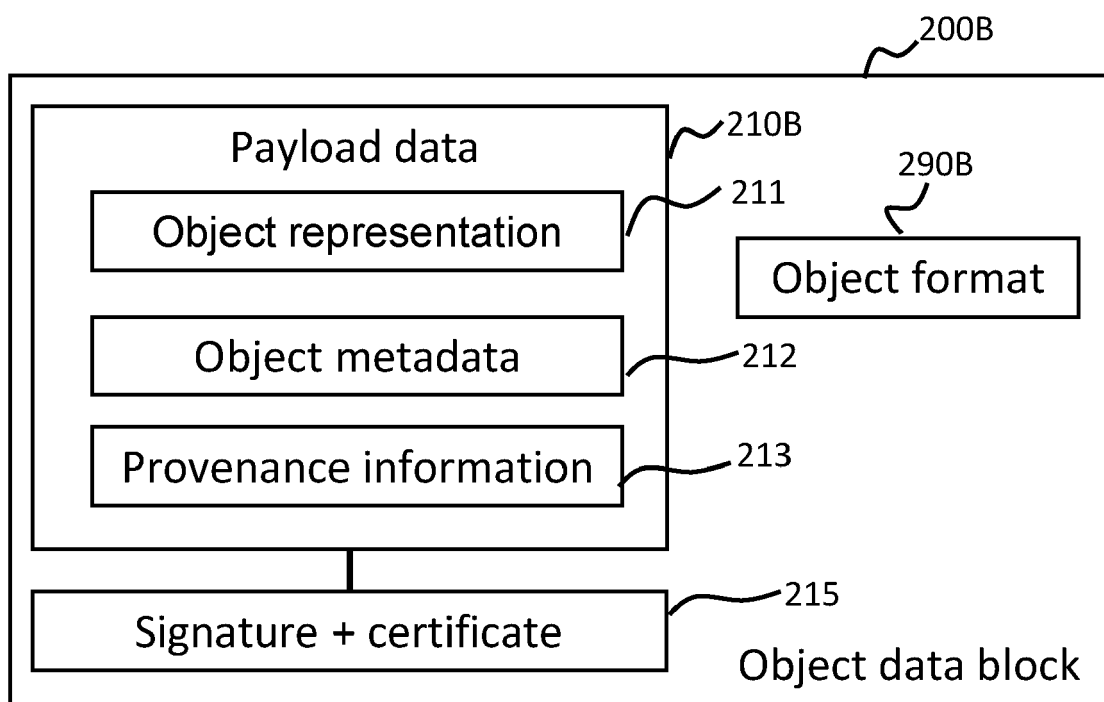 200B
Payload data
210B
290B
Object representation
211
Object format
Object metadata
212
Provenance information
213
Signature + certificate
215
Object data block